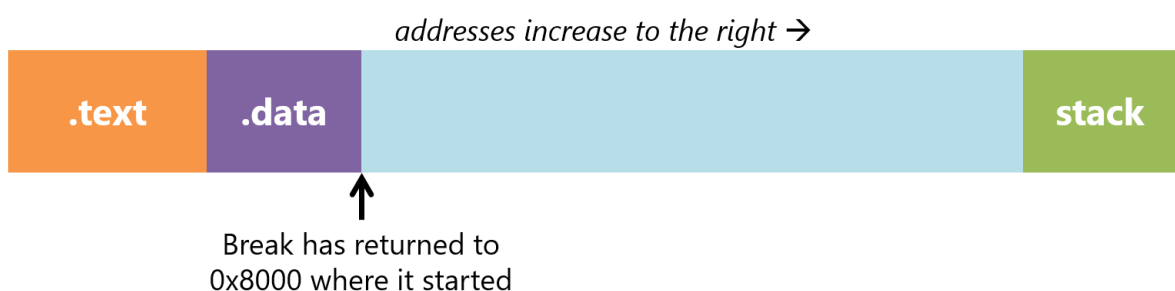 addresses increase to the right →
.text
.data
stack
Break has returned to
0x8000 where it started